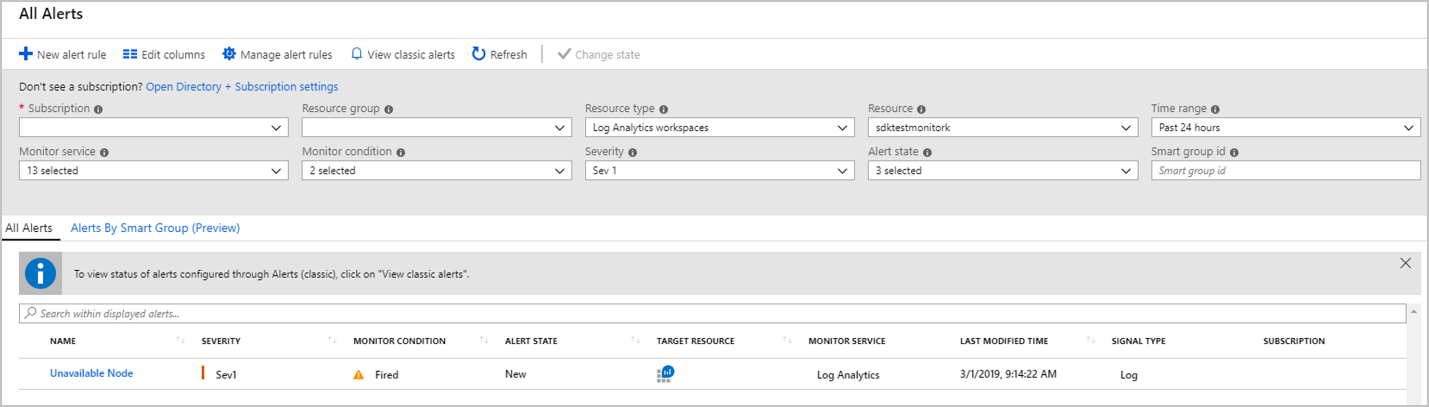 All Alerts
New alert rule Edit columns Manage alert rules View classic alerts Refresh Change state
Don't see a subscription? Open Directory + Subscription settings
* Subscription Resource group Resource type Resource Time range
Log Analytics workspaces sdktestmonitork Past 24 hours
Monitor service Monitor condition Severity Alert state Smart group id
13 selected 2 selected Sev 1 3 selected Smart group id
All Alerts Alerts By Smart Group (Preview)
To view status of alerts configured through Alerts (classic), click on "View classic alerts".
Search within displayed alerts...
NAME SEVERITY MONITOR CONDITION ALERT STATE TARGET RESOURCE MONITOR SERVICE LAST MODIFIED TIME SIGNAL TYPE SUBSCRIPTION
Unavailable Node Sev1 Fired New Log Analytics 3/1/2019, 9:14:22 AM Log